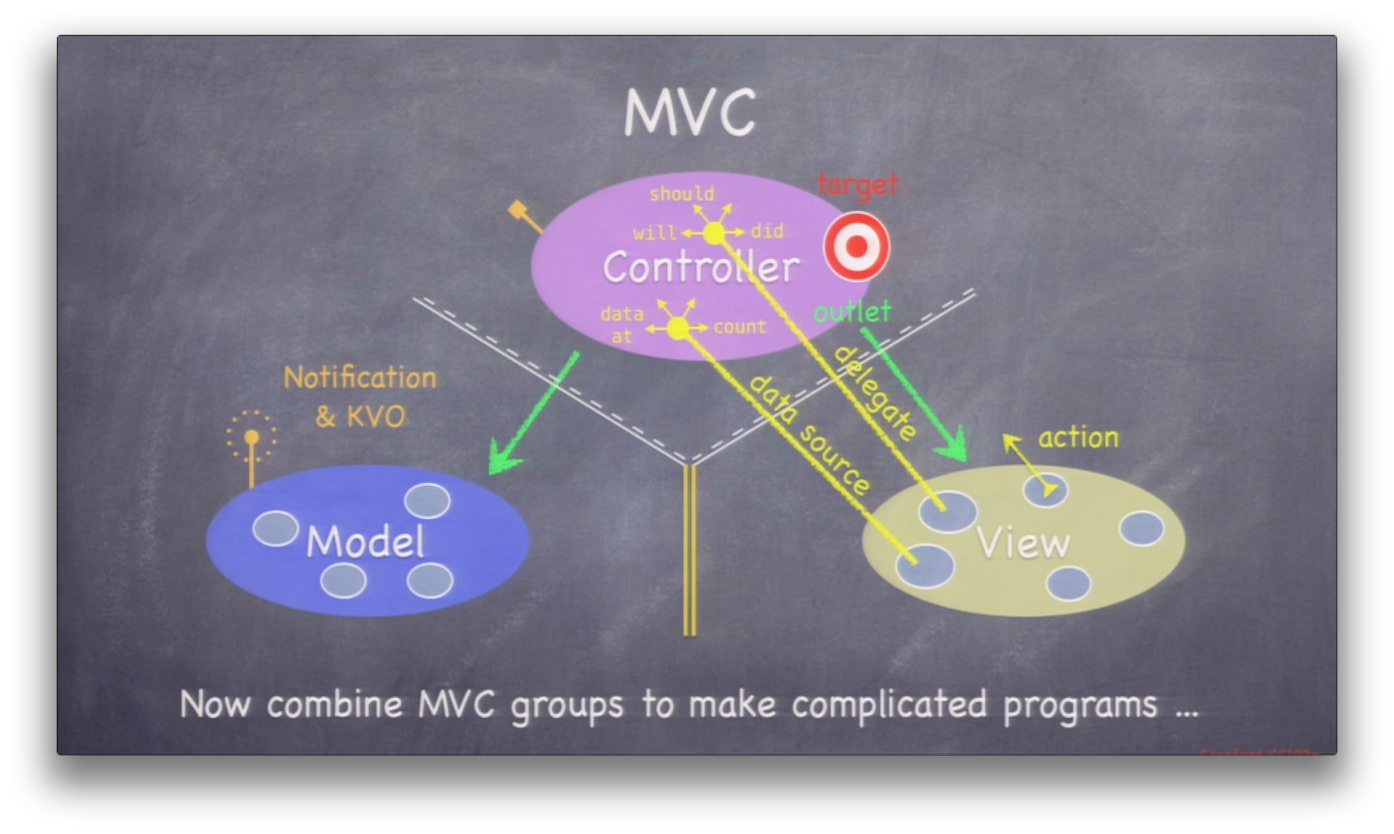 MVC
should
target
will
did
Controller
data
at
count
outlet
Notification
& KVO
delegate
data source
action
Model
View
Now combine MVC groups to make complicated programs ...